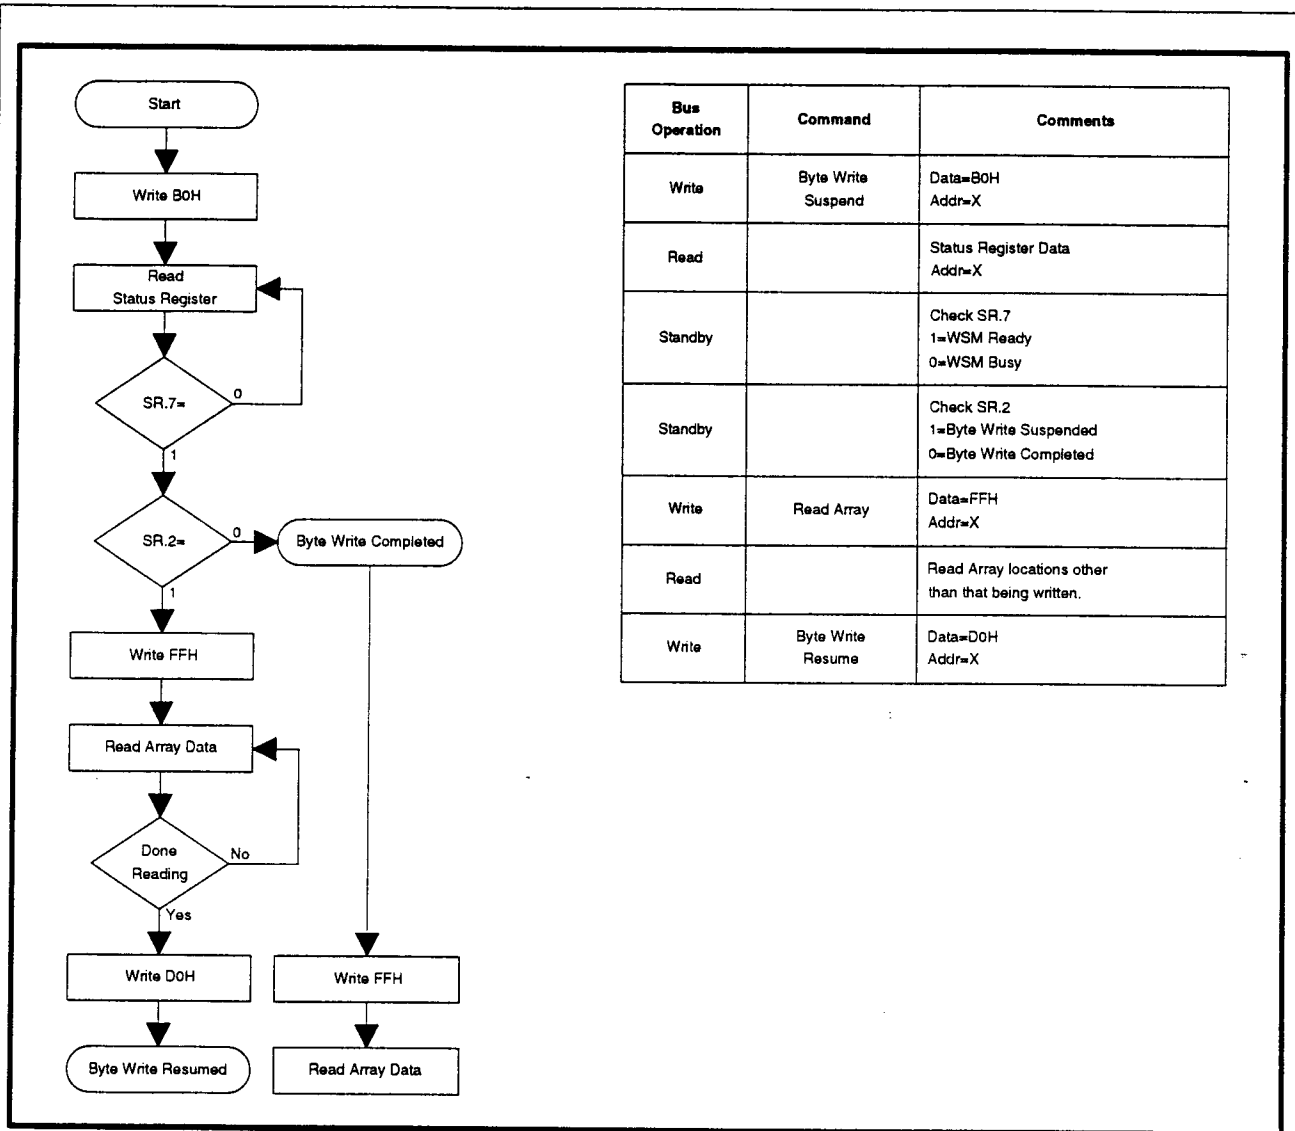 Start
Write B0H
Read
Status Register
SR.7=
0
1
SR.2=
0
Byte Write Completed
1
Write FFH
Read Array Data
Done
Reading
No
Yes
Write D0H
Write FFH
Byte Write Resumed
Read Array Data
Bus
Operation
Command
Comments
Write
Byte Write
Suspend
Data=B0H
Addr=X
Read
Status Register Data
Addr=X
Standby
Check SR.7
1=WSM Ready
0=WSM Busy
Standby
Check SR.2
1=Byte Write Suspended
0=Byte Write Completed
Write
Read Array
Data=FFH
Addr=X
Read
Read Array locations other
than that being written.
Write
Byte Write
Resume
Data=D0H
Addr=X